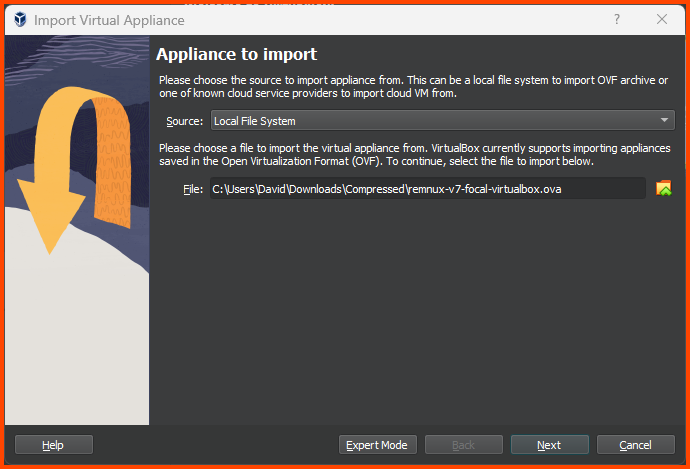 Import Virtual Appliance
Appliance to import
Please choose the source to import appliance from. This can be a local file system to import OVF archive or
one of known cloud service providers to import cloud VM from.
Source: Local File System
Please choose a file to import the virtual appliance from. VirtualBox currently supports importing appliances
saved in the Open Virtualization Format (OVF). To continue, select the file to import below.
File: C:\Users\David\Downloads\Compressed\remnux-v7-focal-virtualbox.ova
Help Expert Mode Back Next Cancel